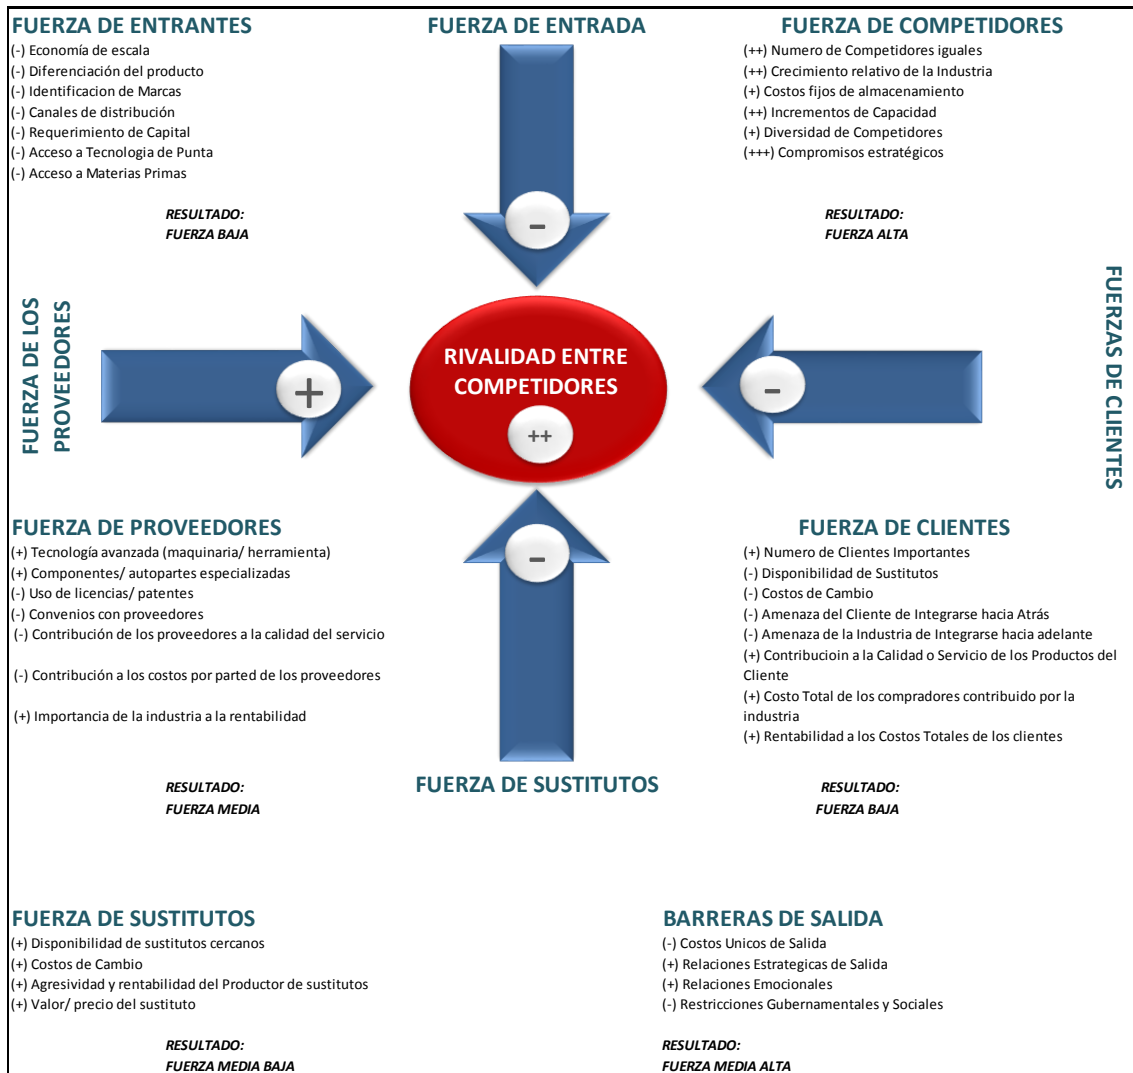 FUERZA DE ENTRANTES
(-) Economía de escala
(-) Diferenciación del producto
(-) Identificacion de Marcas
(-) Canales de distribución
(-) Requerimiento de Capital
(-) Acceso a Tecnologia de Punta
(-) Acceso a Materias Primas
RESULTADO:
FUERZA BAJA
FUERZA DE ENTRADA
-
FUERZA DE COMPETIDORES
(++) Numero de Competidores iguales
(++) Crecimiento relativo de la Industria
(+) Costos fijos de almacenamiento
(++) Incrementos de Capacidad
(+) Diversidad de Competidores
(+++) Compromisos estratégicos
RESULTADO:
FUERZA ALTA
FUERZA DE LOS
PROVEEDORES
+
RIVALIDAD ENTRE
COMPETIDORES
++
-
FUERZAS DE CLIENTES
FUERZA DE PROVEEDORES
(+) Tecnología avanzada (maquinaria/ herramienta)
(+) Componentes/ autopartes especializadas
(-) Uso de licencias/ patentes
(-) Convenios con proveedores
(-) Contribución de los proveedores a la calidad del servicio
(-) Contribución a los costos por parted de los proveedores
(+) Importancia de la industria a la rentabilidad
RESULTADO:
FUERZA MEDIA
-
FUERZA DE SUSTITUTOS
FUERZA DE CLIENTES
(+) Numero de Clientes Importantes
(-) Disponibilidad de Sustitutos
(-) Costos de Cambio
(-) Amenaza del Cliente de Integrarse hacia Atrás
(-) Amenaza de la Industria de Integrarse hacia adelante
(+) Contribucioin a la Calidad o Servicio de los Productos del
Cliente
(+) Costo Total de los compradores contribuido por la
industria
(+) Rentabilidad a los Costos Totales de los clientes
RESULTADO:
FUERZA BAJA
FUERZA DE SUSTITUTOS
(+) Disponibilidad de sustitutos cercanos
(+) Costos de Cambio
(+) Agresividad y rentabilidad del Productor de sustitutos
(+) Valor/ precio del sustituto
RESULTADO:
FUERZA MEDIA BAJA
BARRERAS DE SALIDA
(-) Costos Unicos de Salida
(+) Relaciones Estrategicas de Salida
(+) Relaciones Emocionales
(-) Restricciones Gubernamentales y Sociales
RESULTADO:
FUERZA MEDIA ALTA